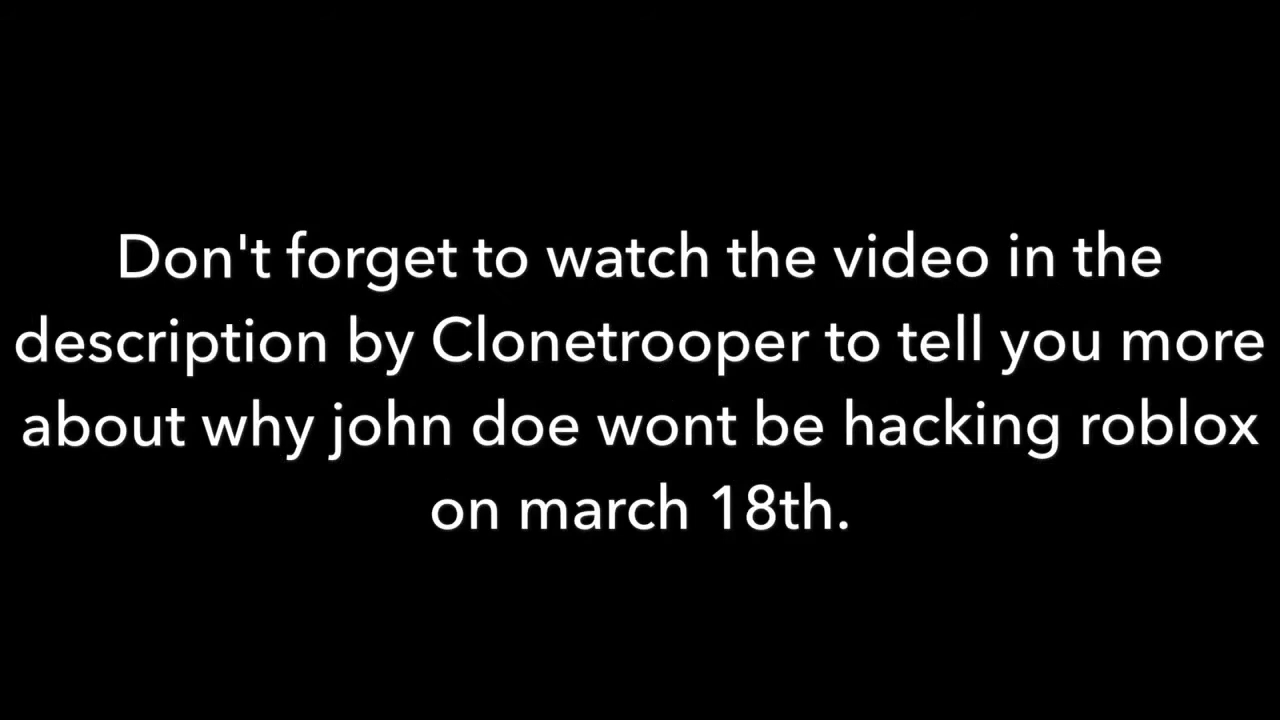 Don't forget to watch the video in the
description by Clonetrooper to tell you more
about why john doe wont be hacking roblox
on march 18th.